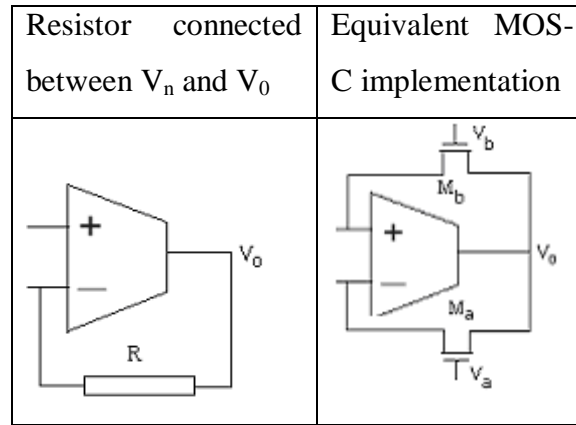 Resistor connected
between Vn and V0
Equivalent MOS-
C implementation
+
—
Vo
R
Vb
Mb
+
—
V0
Ma
Va